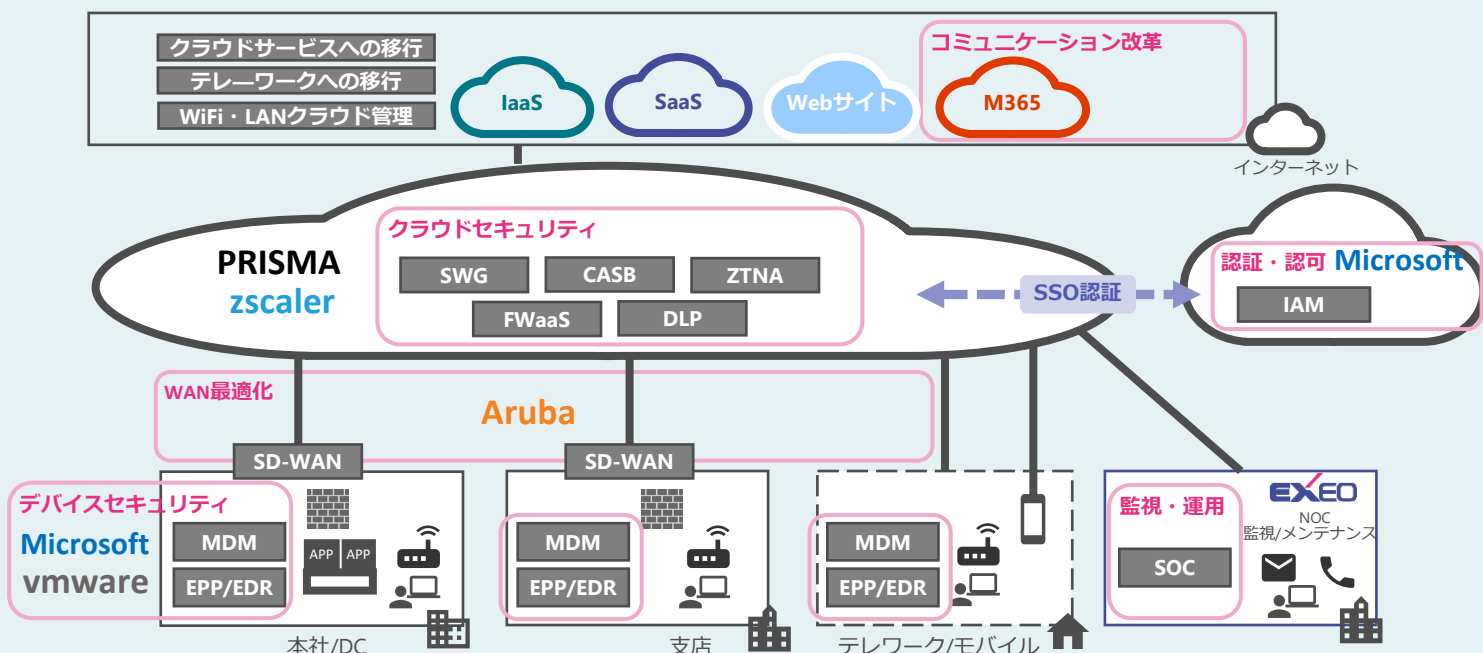 クラウドサービスへの移行
テレーワークへの移行
WiFi・LANクラウド管理
IaaS
SaaS
Webサイト
コミュニケーション改革
M365
インターネット
PRISMA
zscaler
クラウドセキュリティ
SWG
CASB
ZTNA
FWaaS
DLP
SSO認証
認証・認可 Microsoft
IAM
WAN最適化
Aruba
SD-WAN
SD-WAN
デバイスセキュリティ
Microsoft
vmware
MDM
EPP/EDR
APP APP
本社/DC
MDM
EPP/EDR
支店
MDM
EPP/EDR
テレワーク/モバイル
監視・運用
SOC
EXEO
NOC
監視/メンテナンス